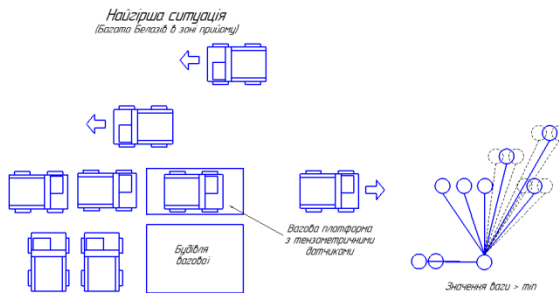 Найгірша ситуація
(Багато Белазів в зоні прийому)
Вагова платформа
з тензометричними
датчиками
Будівля
вагової
Значення ваги > min